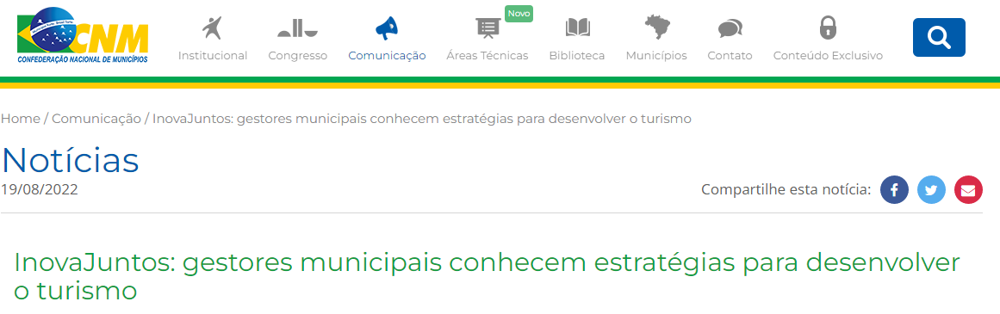 CNM
CONFEDERAÇÃO NACIONAL DE MUNICÍPIOS
Institucional
Congresso
Comunicação
Novo
Áreas Técnicas
Biblioteca
Municípios
Contato
Conteúdo Exclusivo
Home / Comunicação / InovaJuntos: gestores municipais conhecem estratégias para desenvolver o turismo
Notícias
19/08/2022
Compartilhe esta notícia:
InovaJuntos: gestores municipais conhecem estratégias para desenvolver
o turismo